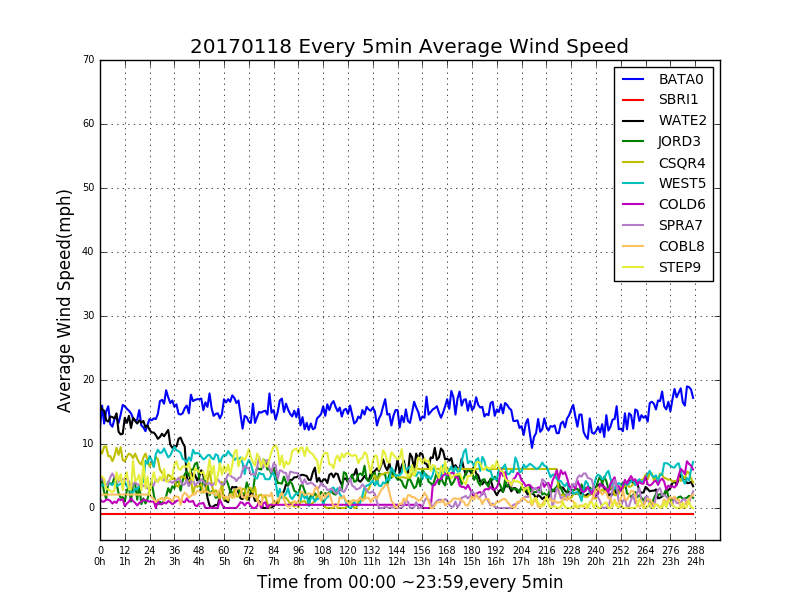 20170118 Every 5min Average Wind Speed
70
60
50
40
30
20
10
0
Average Wind Speed(mph)
BATA0
SBRI1
WATE2
JORD3
CSQR4
WEST5
COLD6
SPRA7
COBL8
STEP9
0 12 24 36 48 60 72 84 96 108 120 132 144 156 168 180 192 204 216 228 240 252 264 276 288
0h 1h 2h 3h 4h 5h 6h 7h 8h 9h 10h 11h 12h 13h 14h 15h 16h 17h 18h 19h 20h 21h 22h 23h 24h
Time from 00:00 ~23:59,every 5min